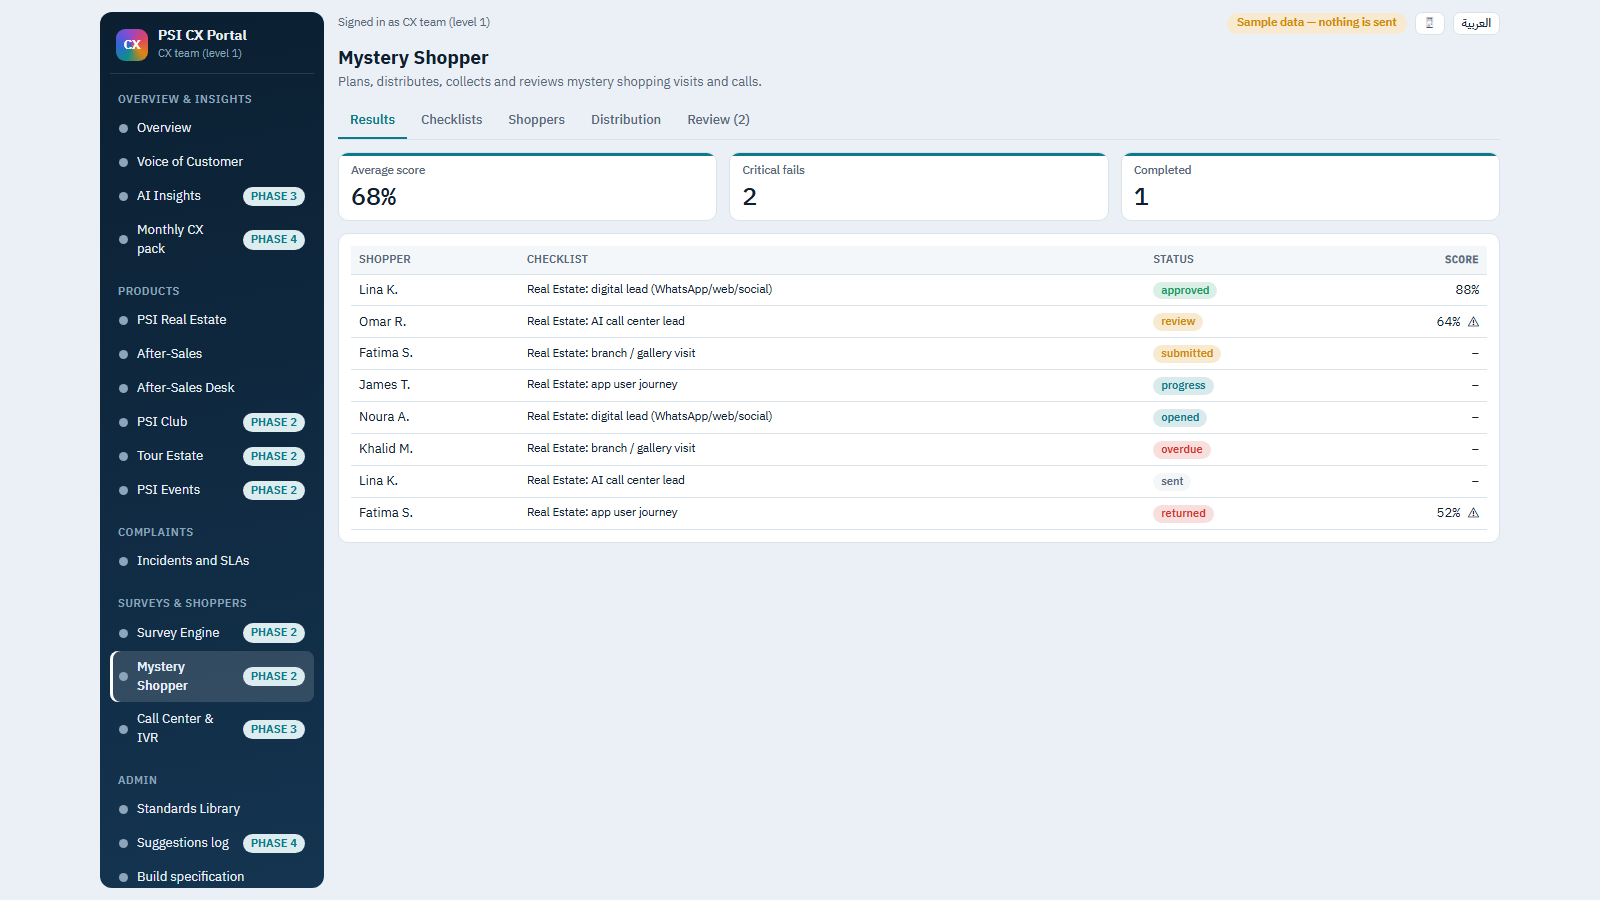 CX
PSI CX Portal
CX team (level 1)
OVERVIEW & INSIGHTS
Overview
Voice of Customer
AI Insights PHASE 3
Monthly CX pack PHASE 4
PRODUCTS
PSI Real Estate
After-Sales
After-Sales Desk
PSI Club PHASE 2
Tour Estate PHASE 2
PSI Events PHASE 2
COMPLAINTS
Incidents and SLAs
SURVEYS & SHOPPERS
Survey Engine PHASE 2
Mystery Shopper PHASE 2
Call Center & IVR PHASE 3
ADMIN
Standards Library
Suggestions log PHASE 4
Build specification
Signed in as CX team (level 1)
Sample data — nothing is sent
العربية
Mystery Shopper
Plans, distributes, collects and reviews mystery shopping visits and calls.
Results Checklists Shoppers Distribution Review (2)
Average score
68%
Critical fails
2
Completed
1
SHOPPER CHECKLIST STATUS SCORE
Lina K. Real Estate: digital lead (WhatsApp/web/social) approved 88%
Omar R. Real Estate: AI call center lead review 64% ⚠
Fatima S. Real Estate: branch / gallery visit submitted –
James T. Real Estate: app user journey progress –
Noura A. Real Estate: digital lead (WhatsApp/web/social) opened –
Khalid M. Real Estate: branch / gallery visit overdue –
Lina K. Real Estate: AI call center lead sent –
Fatima S. Real Estate: app user journey returned 52% ⚠